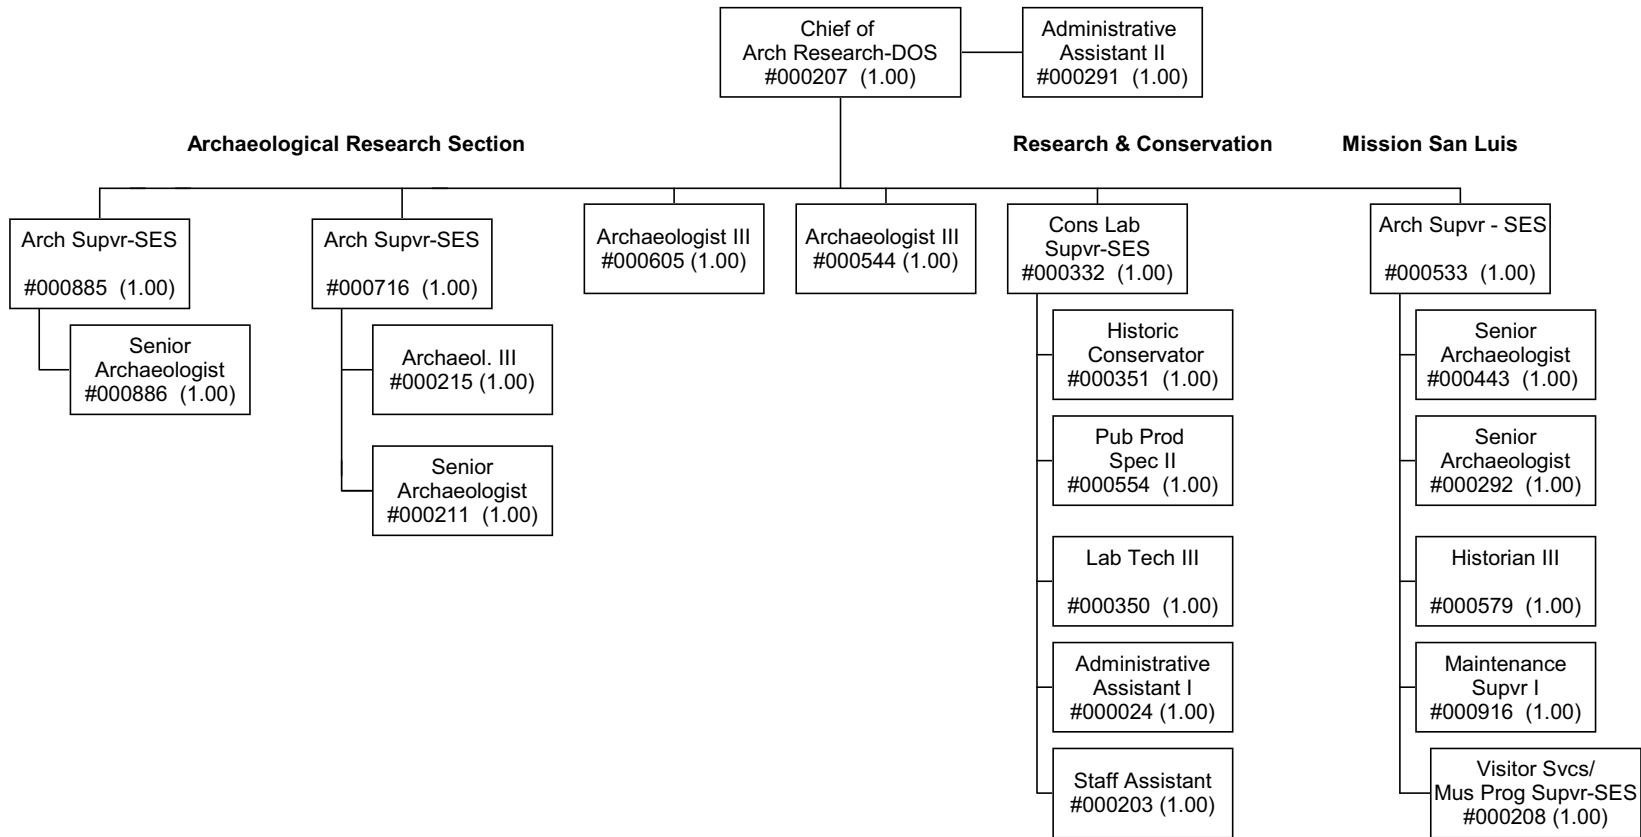 Chief of
Arch Research-DOS
#000207 (1.00)
Administrative
Assistant II
#000291 (1.00)
Archaeological Research Section
Research & Conservation
Mission San Luis
Arch Supvr-SES
#000885 (1.00)
Senior
Archaeologist
#000886 (1.00)
Arch Supvr-SES
#000716 (1.00)
Archaeol. III
#000215 (1.00)
Senior
Archaeologist
#000211 (1.00)
Archaeologist III
#000605 (1.00)
Archaeologist III
#000544 (1.00)
Cons Lab
Supvr-SES
#000332 (1.00)
Historic
Conservator
#000351 (1.00)
Pub Prod
Spec II
#000554 (1.00)
Lab Tech III
#000350 (1.00)
Administrative
Assistant I
#000024 (1.00)
Staff Assistant
#000203 (1.00)
Arch Supvr - SES
#000533 (1.00)
Senior
Archaeologist
#000443 (1.00)
Senior
Archaeologist
#000292 (1.00)
Historian III
#000579 (1.00)
Maintenance
Supvr I
#000916 (1.00)
Visitor Svcs/
Mus Prog Supvr-SES
#000208 (1.00)